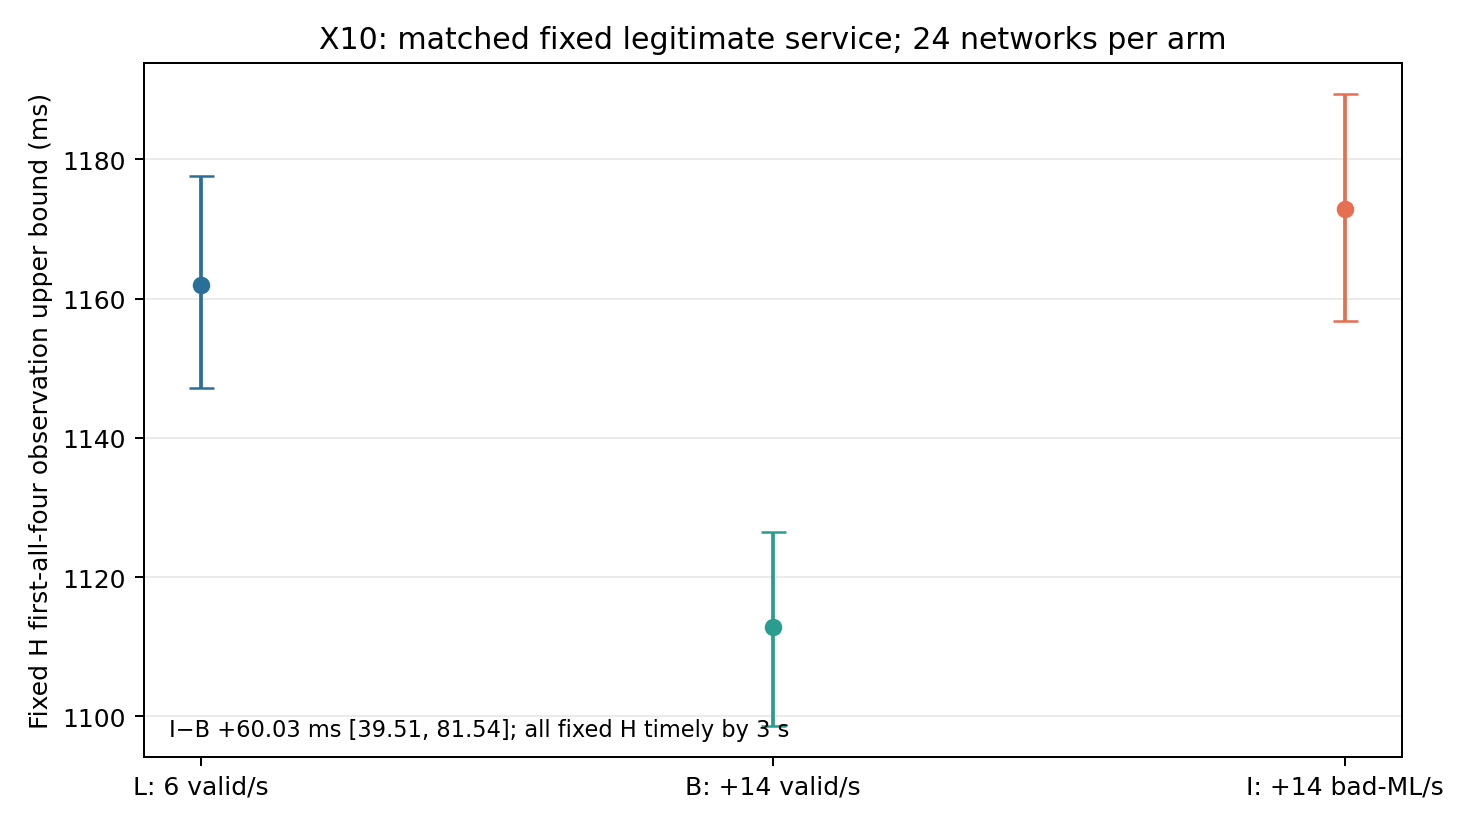 X10: matched fixed legitimate service; 24 networks per arm
Fixed H first-all-four observation upper bound (ms)
1180
1160
1140
1120
1100
I−B +60.03 ms [39.51, 81.54]; all fixed H timely by 3 s
L: 6 valid/s
B: +14 valid/s
I: +14 bad-ML/s